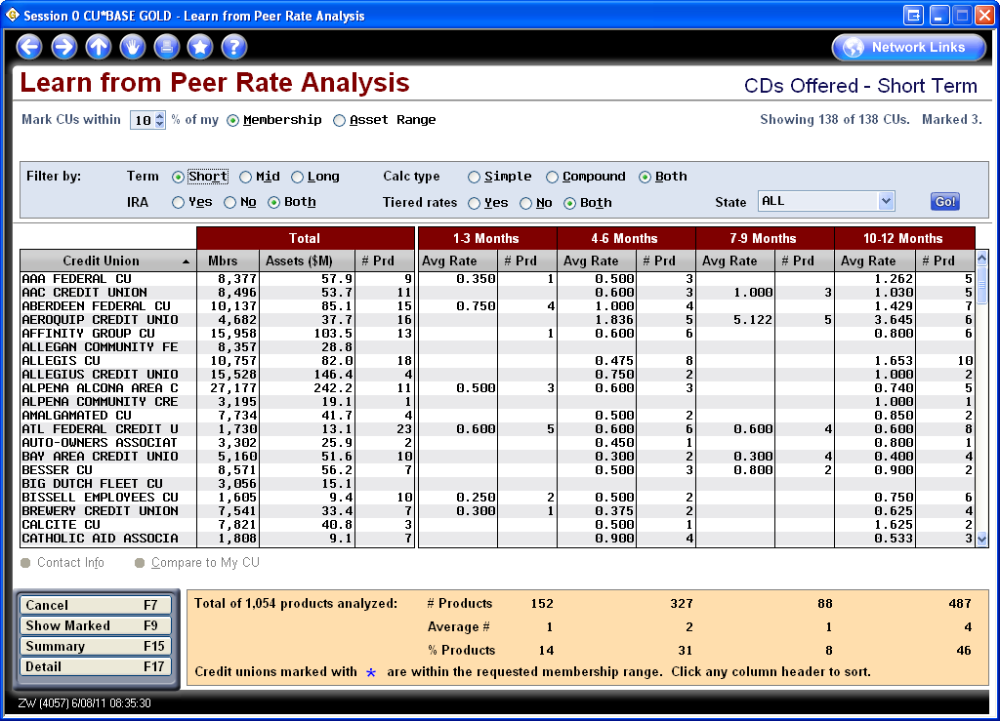 Session 0 CU*BASE GOLD - Learn from Peer Rate Analysis
Network Links
Learn from Peer Rate Analysis CDs Offered - Short Term
Mark CUs within 10 % of my Membership Asset Range Showing 138 of 138 CUs. Marked 3.
Filter by: Term Short Mid Long Calc type Simple Compound Both
IRA Yes No Both Tiered rates Yes No Both State ALL Go!
Total 1-3 Months 4-6 Months 7-9 Months 10-12 Months
Credit Union Mbrs Assets ($M) # Prd Avg Rate # Prd Avg Rate # Prd Avg Rate # Prd Avg Rate # Prd
AAA FEDERAL CU 8,377 57.9 9 0.350 1 0.500 3 1.262 5
AAC CREDIT UNION 8,496 53.7 11 0.600 3 1.000 3 1.030 5
ABERDEEN FEDERAL CU 10,137 85.1 15 0.750 4 1.000 4 1.429 7
AEROQUIP CREDIT UNIO 4,682 37.7 16 1.836 5 5.122 5 3.645 6
AFFINITY GROUP CU 15,958 103.5 13 1 0.600 6 0.800 6
ALLEGAN COMMUNITY FE 8,357 28.8
ALLEGIS CU 10,757 82.0 18 0.475 8 1.653 10
ALLEGIUS CREDIT UNIO 15,528 146.4 4 0.750 2 1.000 2
ALPENA ALCONA AREA C 27,177 242.2 11 0.500 3 0.600 3 0.740 5
ALPENA COMMUNITY CRE 3,195 19.1 1 1.000 1
AMALGAMATED CU 7,734 41.7 4 0.500 2 0.850 2
ATL FEDERAL CREDIT U 1,730 13.1 23 0.600 5 0.600 6 0.600 4 0.600 8
AUTO-OWNERS ASSOCIAT 3,302 25.9 2 0.450 1 0.800 1
BAY AREA CREDIT UNIO 5,160 51.6 10 0.300 2 0.300 4 0.400 4
BESSER CU 8,571 56.2 7 0.500 3 0.800 2 0.900 2
BIG DUTCH FLEET CU 3,056 15.1
BISSELL EMPLOYEES CU 1,605 9.4 10 0.250 2 0.500 2 0.750 6
BREWERY CREDIT UNION 7,541 33.4 7 0.300 1 0.375 2 0.625 4
CALCITE CU 7,821 40.8 3 0.500 1 1.625 2
CATHOLIC AID ASSOCIA 1,808 9.1 7 0.900 4 0.533 3
Contact Info Compare to My CU
Cancel F7
Show Marked F9
Summary F15
Detail F17
Total of 1,054 products analyzed: # Products 152 327 88 487
Average # 1 2 1 4
% Products 14 31 8 46
Credit unions marked with * are within the requested membership range. Click any column header to sort.
ZW (4057) 6/08/11 08:35:30